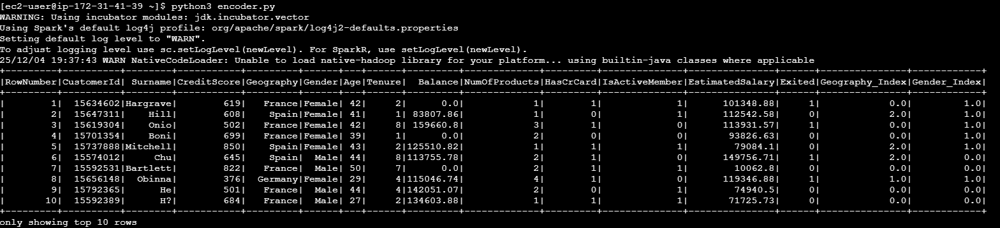 [ec2-user@ip-172-31-41-39 ~]$ python3 encoder.py
WARNING: Using incubator modules: jdk.incubator.vector
Using Spark's default log4j profile: org/apache/spark/log4j2-defaults.properties
Setting default log level to "WARN".
To adjust logging level use sc.setLogLevel(newLevel). For SparkR, use setLogLevel(newLevel).
25/12/04 19:37:43 WARN NativeCodeLoader: Unable to load native-hadoop library for your platform... using builtin-java classes where applicable
+---------+----------+--------+-----------+---------+------+---+------+---------+-------------+---------+--------------+---------------+------+---------------+------------+
|RowNumber|CustomerId| Surname|CreditScore|Geography|Gender|Age|Tenure|  Balance|NumOfProducts|HasCrCard|IsActiveMember|EstimatedSalary|Exited|Geography_Index|Gender_Index|
+---------+----------+--------+-----------+---------+------+---+------+---------+-------------+---------+--------------+---------------+------+---------------+------------+
|        1|  15634602|Hargrave|        619|   France|Female| 42|     2|      0.0|            1|        1|             1|      101348.88|     1|            0.0|         1.0|
|        2|  15647311|    Hill|        608|    Spain|Female| 41|     1| 83807.86|            1|        0|             1|      112542.58|     0|            2.0|         1.0|
|        3|  15619304|    Onio|        502|   France|Female| 42|     8| 159660.8|            3|        1|             0|      113931.57|     1|            0.0|         1.0|
|        4|  15701354|    Boni|        699|   France|Female| 39|     1|      0.0|            2|        0|             0|       93826.63|     0|            0.0|         1.0|
|        5|  15737888|Mitchell|        850|    Spain|Female| 43|     2|125510.82|            1|        1|             1|        79084.1|     0|            2.0|         1.0|
|        6|  15574012|     Chu|        645|    Spain|  Male| 44|     8|113755.78|            2|        1|             0|      149756.71|     1|            2.0|         0.0|
|        7|  15592531|Bartlett|        822|   France|  Male| 50|     7|      0.0|            2|        1|             1|        10062.8|     0|            0.0|         0.0|
|        8|  15656148|  Obinna|        376|  Germany|Female| 29|     4|115046.74|            4|        1|             0|      119346.88|     1|            1.0|         1.0|
|        9|  15792365|      He|        501|   France|  Male| 44|     4|142051.07|            2|        0|             1|        74940.5|     0|            0.0|         0.0|
|       10|  15592389|      H?|        684|   France|  Male| 27|     2|134603.88|            1|        1|             1|       71725.73|     0|            0.0|         0.0|
+---------+----------+--------+-----------+---------+------+---+------+---------+-------------+---------+--------------+---------------+------+---------------+------------+
only showing top 10 rows